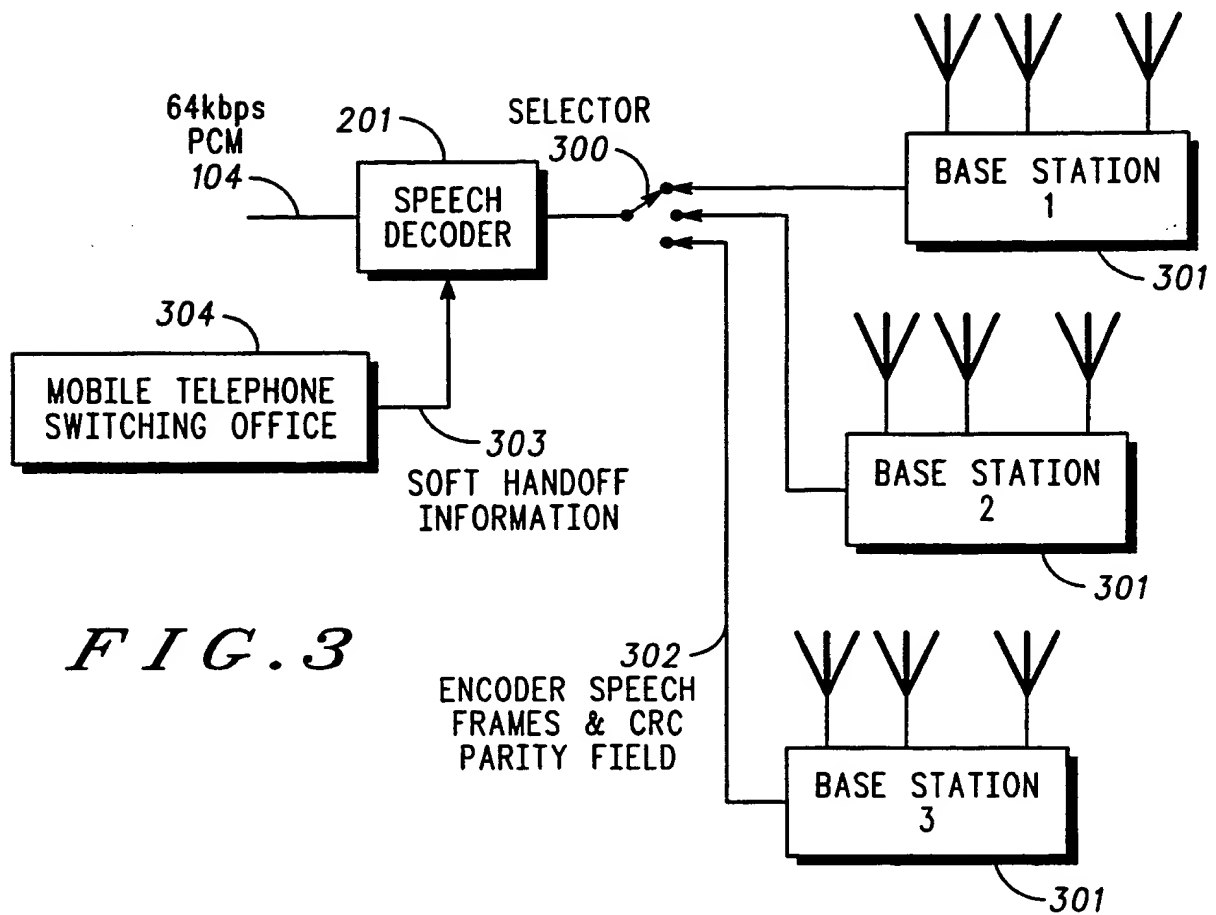 64kbps
PCM
104
201
SPEECH
DECODER
SELECTOR
300
BASE STATION
1
301
304
MOBILE TELEPHONE
SWITCHING OFFICE
303
SOFT HANDOFF
INFORMATION
BASE STATION
2
301
FIG.3
302
ENCODER SPEECH
FRAMES & CRC
PARITY FIELD
BASE STATION
3
301